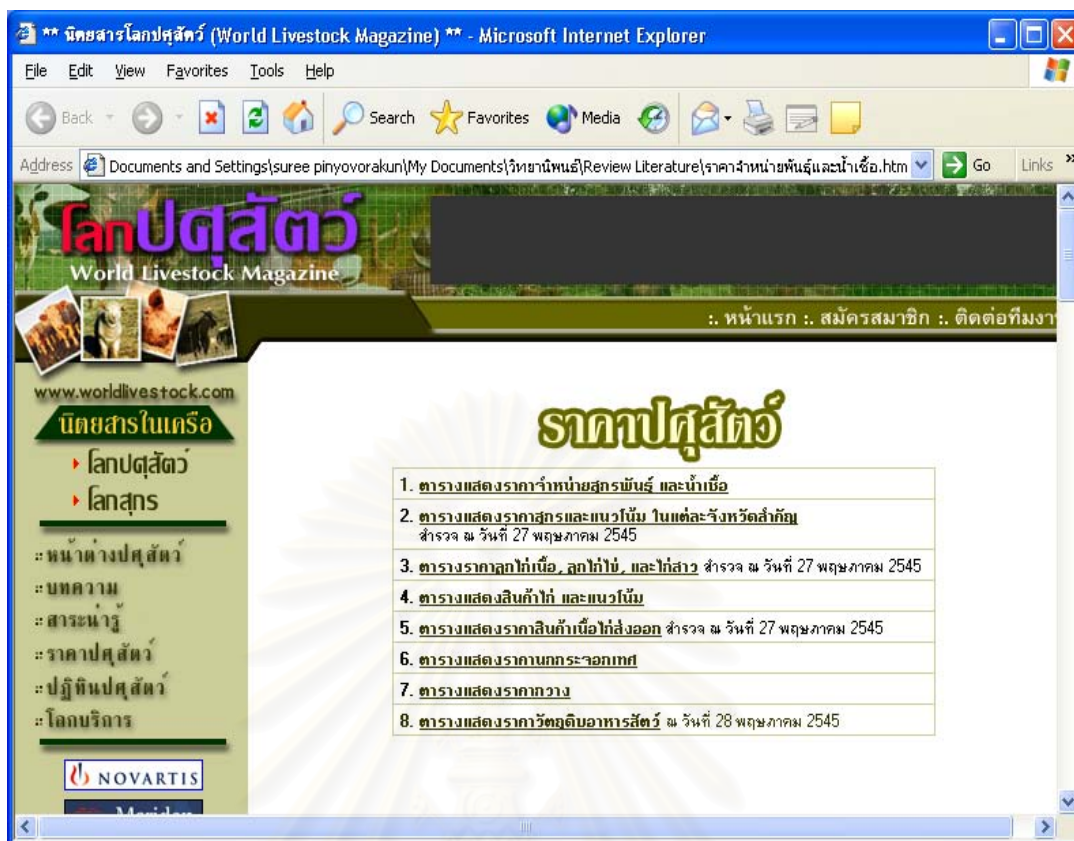 ** นิตยสารโลกปศุสัตว์ (World Livestock Magazine) ** - Microsoft Internet Explorer
File Edit View Favorites Tools Help
Back Search Favorites Media
Address Documents and Settings\suree pinyovorakun\My Documents\วิทยานิพนธ์\Review Literature\ราคาจำหน่ายพันธุ์และน้ำเชื้อ.htm Go Links »
โลกปศุสัตว์
World Livestock Magazine
:. หน้าแรก :. สมัครสมาชิก :. ติดต่อทีมงา
www.worldlivestock.com
นิตยสารในเครือ
โลกปศุสัตว์
โลกสุกร
:: หน้าต่างปศุสัตว์
:: บทความ
:: สาระน่ารู้
:: ราคาปศุสัตว์
:: ปฏิทินปศุสัตว์
:: โลกบริการ
NOVARTIS
ราคาปศุสัตว์
1. ตารางแสดงราคาจำหน่ายสุกรพันธุ์ และน้ำเชื้อ
2. ตารางแสดงราคาสุกรและแนวโน้ม ในแต่ละจังหวัดสำคัญ
สำรวจ ณ วันที่ 27 พฤษภาคม 2545
3. ตารางราคาลูกไก่เนื้อ, ลูกไก่ไข่, และไก่สาว สำรวจ ณ วันที่ 27 พฤษภาคม 2545
4. ตารางแสดงสินค้าไก่ และแนวโน้ม
5. ตารางแสดงราคาสินค้าเนื้อไก่ส่งออก สำรวจ ณ วันที่ 27 พฤษภาคม 2545
6. ตารางแสดงราคานกกระจอกเทศ
7. ตารางแสดงราคากวาง
8. ตารางแสดงราคาวัตถุดิบอาหารสัตว์ ณ วันที่ 28 พฤษภาคม 2545